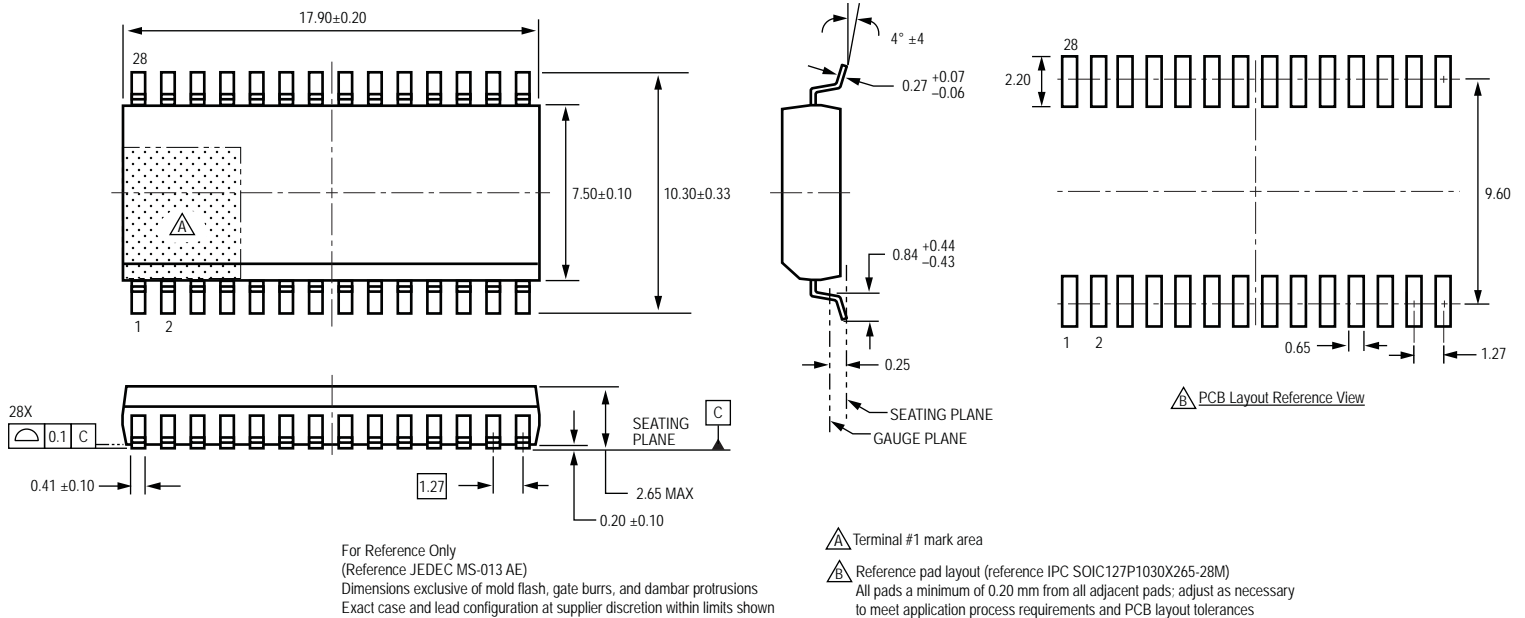 17.90±0.20
28
7.50±0.10
10.30±0.33
A
1 2
4° ±4
0.27 +0.07 –0.06
0.84 +0.44 –0.43
0.25
SEATING PLANE
GAUGE PLANE
28
2.20
9.60
1 2
0.65
1.27
B PCB Layout Reference View
28X
0.1 C
SEATING
PLANE
C
0.41 ±0.10
1.27
2.65 MAX
0.20 ±0.10
For Reference Only
(Reference JEDEC MS-013 AE)
Dimensions exclusive of mold flash, gate burrs, and dambar protrusions
Exact case and lead configuration at supplier discretion within limits shown
A Terminal #1 mark area
B Reference pad layout (reference IPC SOIC127P1030X265-28M)
All pads a minimum of 0.20 mm from all adjacent pads; adjust as necessary
to meet application process requirements and PCB layout tolerances